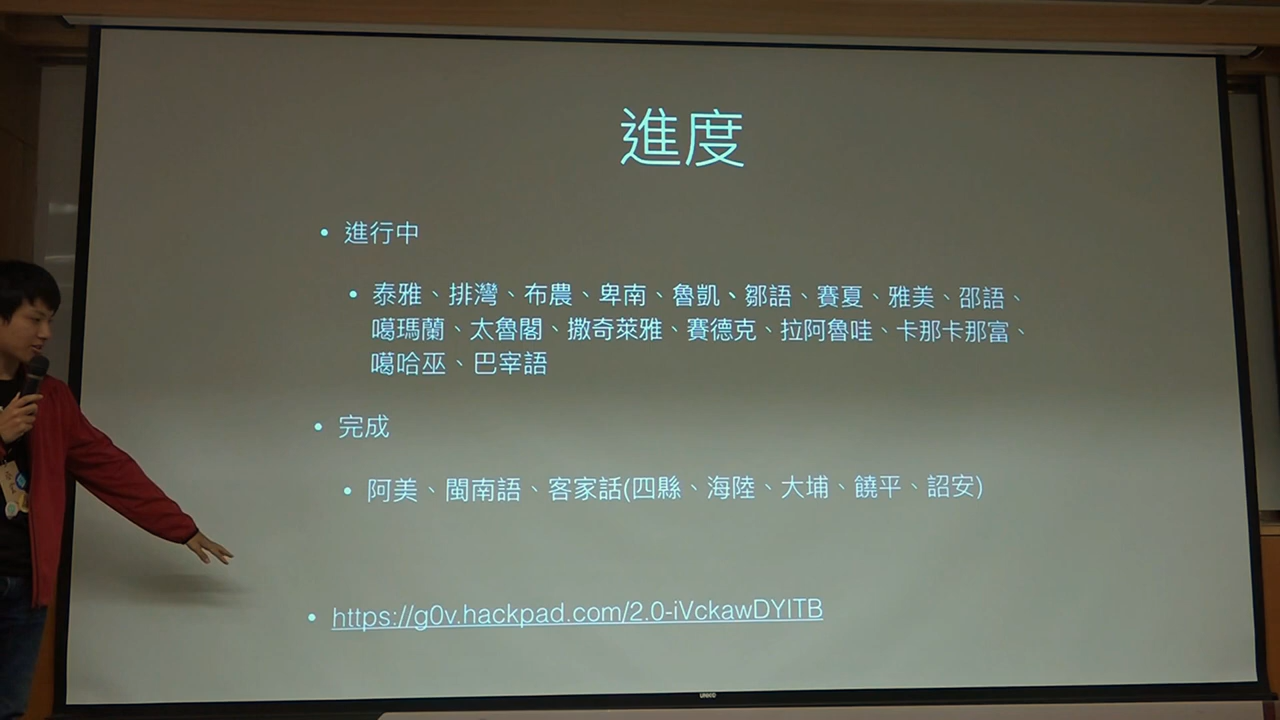 進度
• 進行中
• 泰雅、排灣、布農、卑南、魯凱、鄒語、賽夏、雅美、邵語、
噶瑪蘭、太魯閣、撒奇萊雅、賽德克、拉阿魯哇、卡那卡那富、
噶哈巫、巴宰語
• 完成
• 阿美、閩南語、客家話(四縣、海陸、大埔、饒平、詔安)
• https://g0v.hackpad.com/2.0-iVckawDYITB